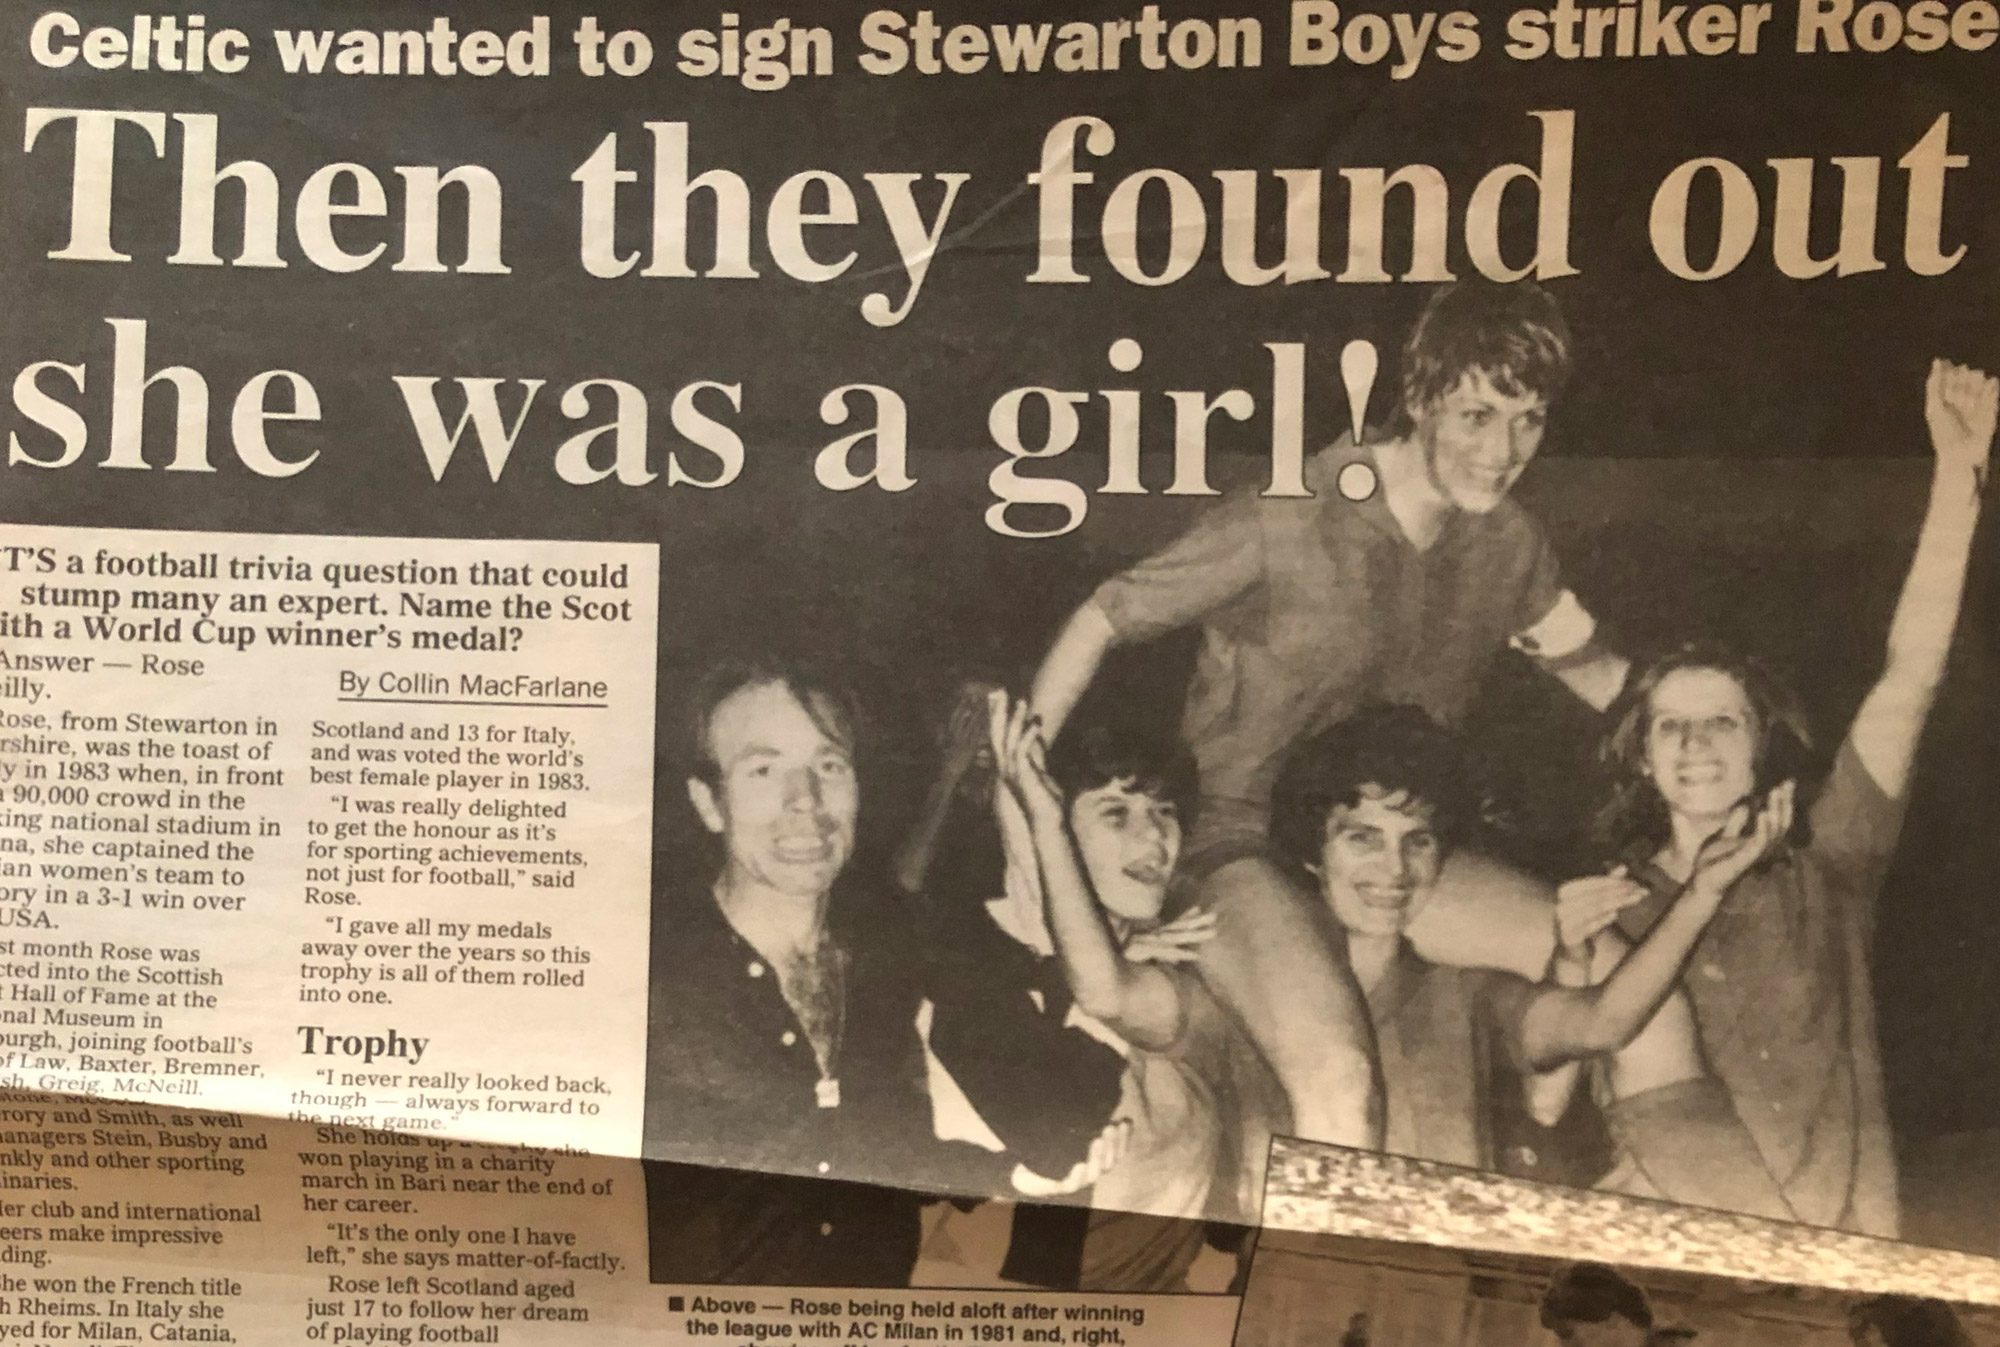 Celtic wanted to sign Stewarton Boys striker Rose
Then they found out
she was a girl!
T'S a football trivia question that could
stump many an expert. Name the Scot
ith a World Cup winner's medal?
Answer — Rose
illy.
Rose, from Stewarton in
rshire, was the toast of
y in 1983 when, in front
a 90,000 crowd in the
ing national stadium in
na, she captained the
ian women's team to
ory in a 3-1 win over
USA.
st month Rose was
cted into the Scottish
t Hall of Fame at the
onal Museum in
burgh, joining football's
of Law, Baxter, Bremner,
sh, Greig, McNeill,
rory and Smith, as well
anagers Stein, Busby and
nkly and other sporting
inaries.
Her club and international
eers make impressive
ding.
She won the French title
h Rheims. In Italy she
yed for Milan, Catania,
By Collin MacFarlane
Scotland and 13 for Italy,
and was voted the world's
best female player in 1983.
"I was really delighted
to get the honour as it's
for sporting achievements,
not just for football," said
Rose.
"I gave all my medals
away over the years so this
trophy is all of them rolled
into one.
Trophy
"I never really looked back,
though — always forward to
the next game."
She holds up a trophy she
won playing in a charity
march in Bari near the end of
her career.
"It's the only one I have
left," she says matter-of-factly.
Rose left Scotland aged
just 17 to follow her dream
of playing football
■ Above — Rose being held aloft after winning
the league with AC Milan in 1981 and, right,